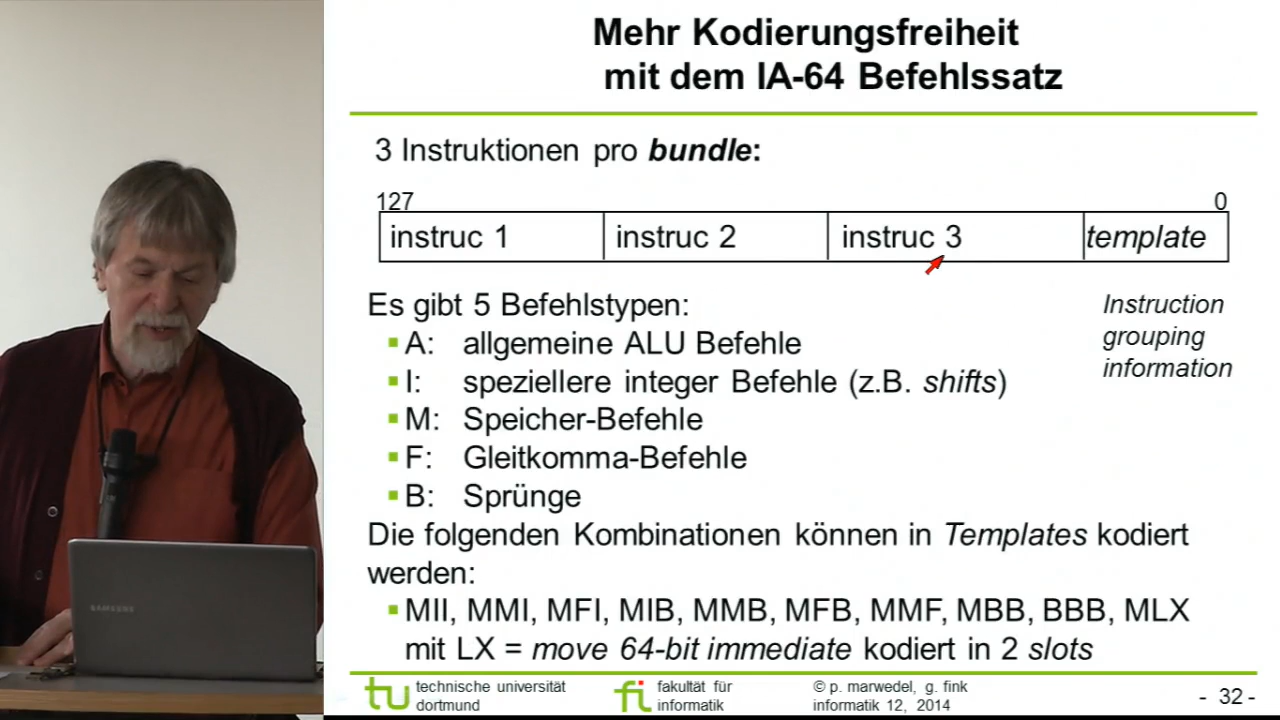 Mehr Kodierungsfreiheit
mit dem IA-64 Befehlssatz
3 Instruktionen pro bundle:
127 0
instruc 1 instruc 2 instruc 3 template
Es gibt 5 Befehlstypen:
Instruction
grouping
information
▪ A: allgemeine ALU Befehle
▪ I: speziellere integer Befehle (z.B. shifts)
▪ M: Speicher-Befehle
▪ F: Gleitkomma-Befehle
▪ B: Sprünge
Die folgenden Kombinationen können in Templates kodiert
werden:
▪ MII, MMI, MFI, MIB, MMB, MFB, MMF, MBB, BBB, MLX
mit LX = move 64-bit immediate kodiert in 2 slots
tu technische universität
dortmund
fi fakultät für
informatik
© p. marwedel, g. fink
informatik 12, 2014
- 32 -
SAMSUNG